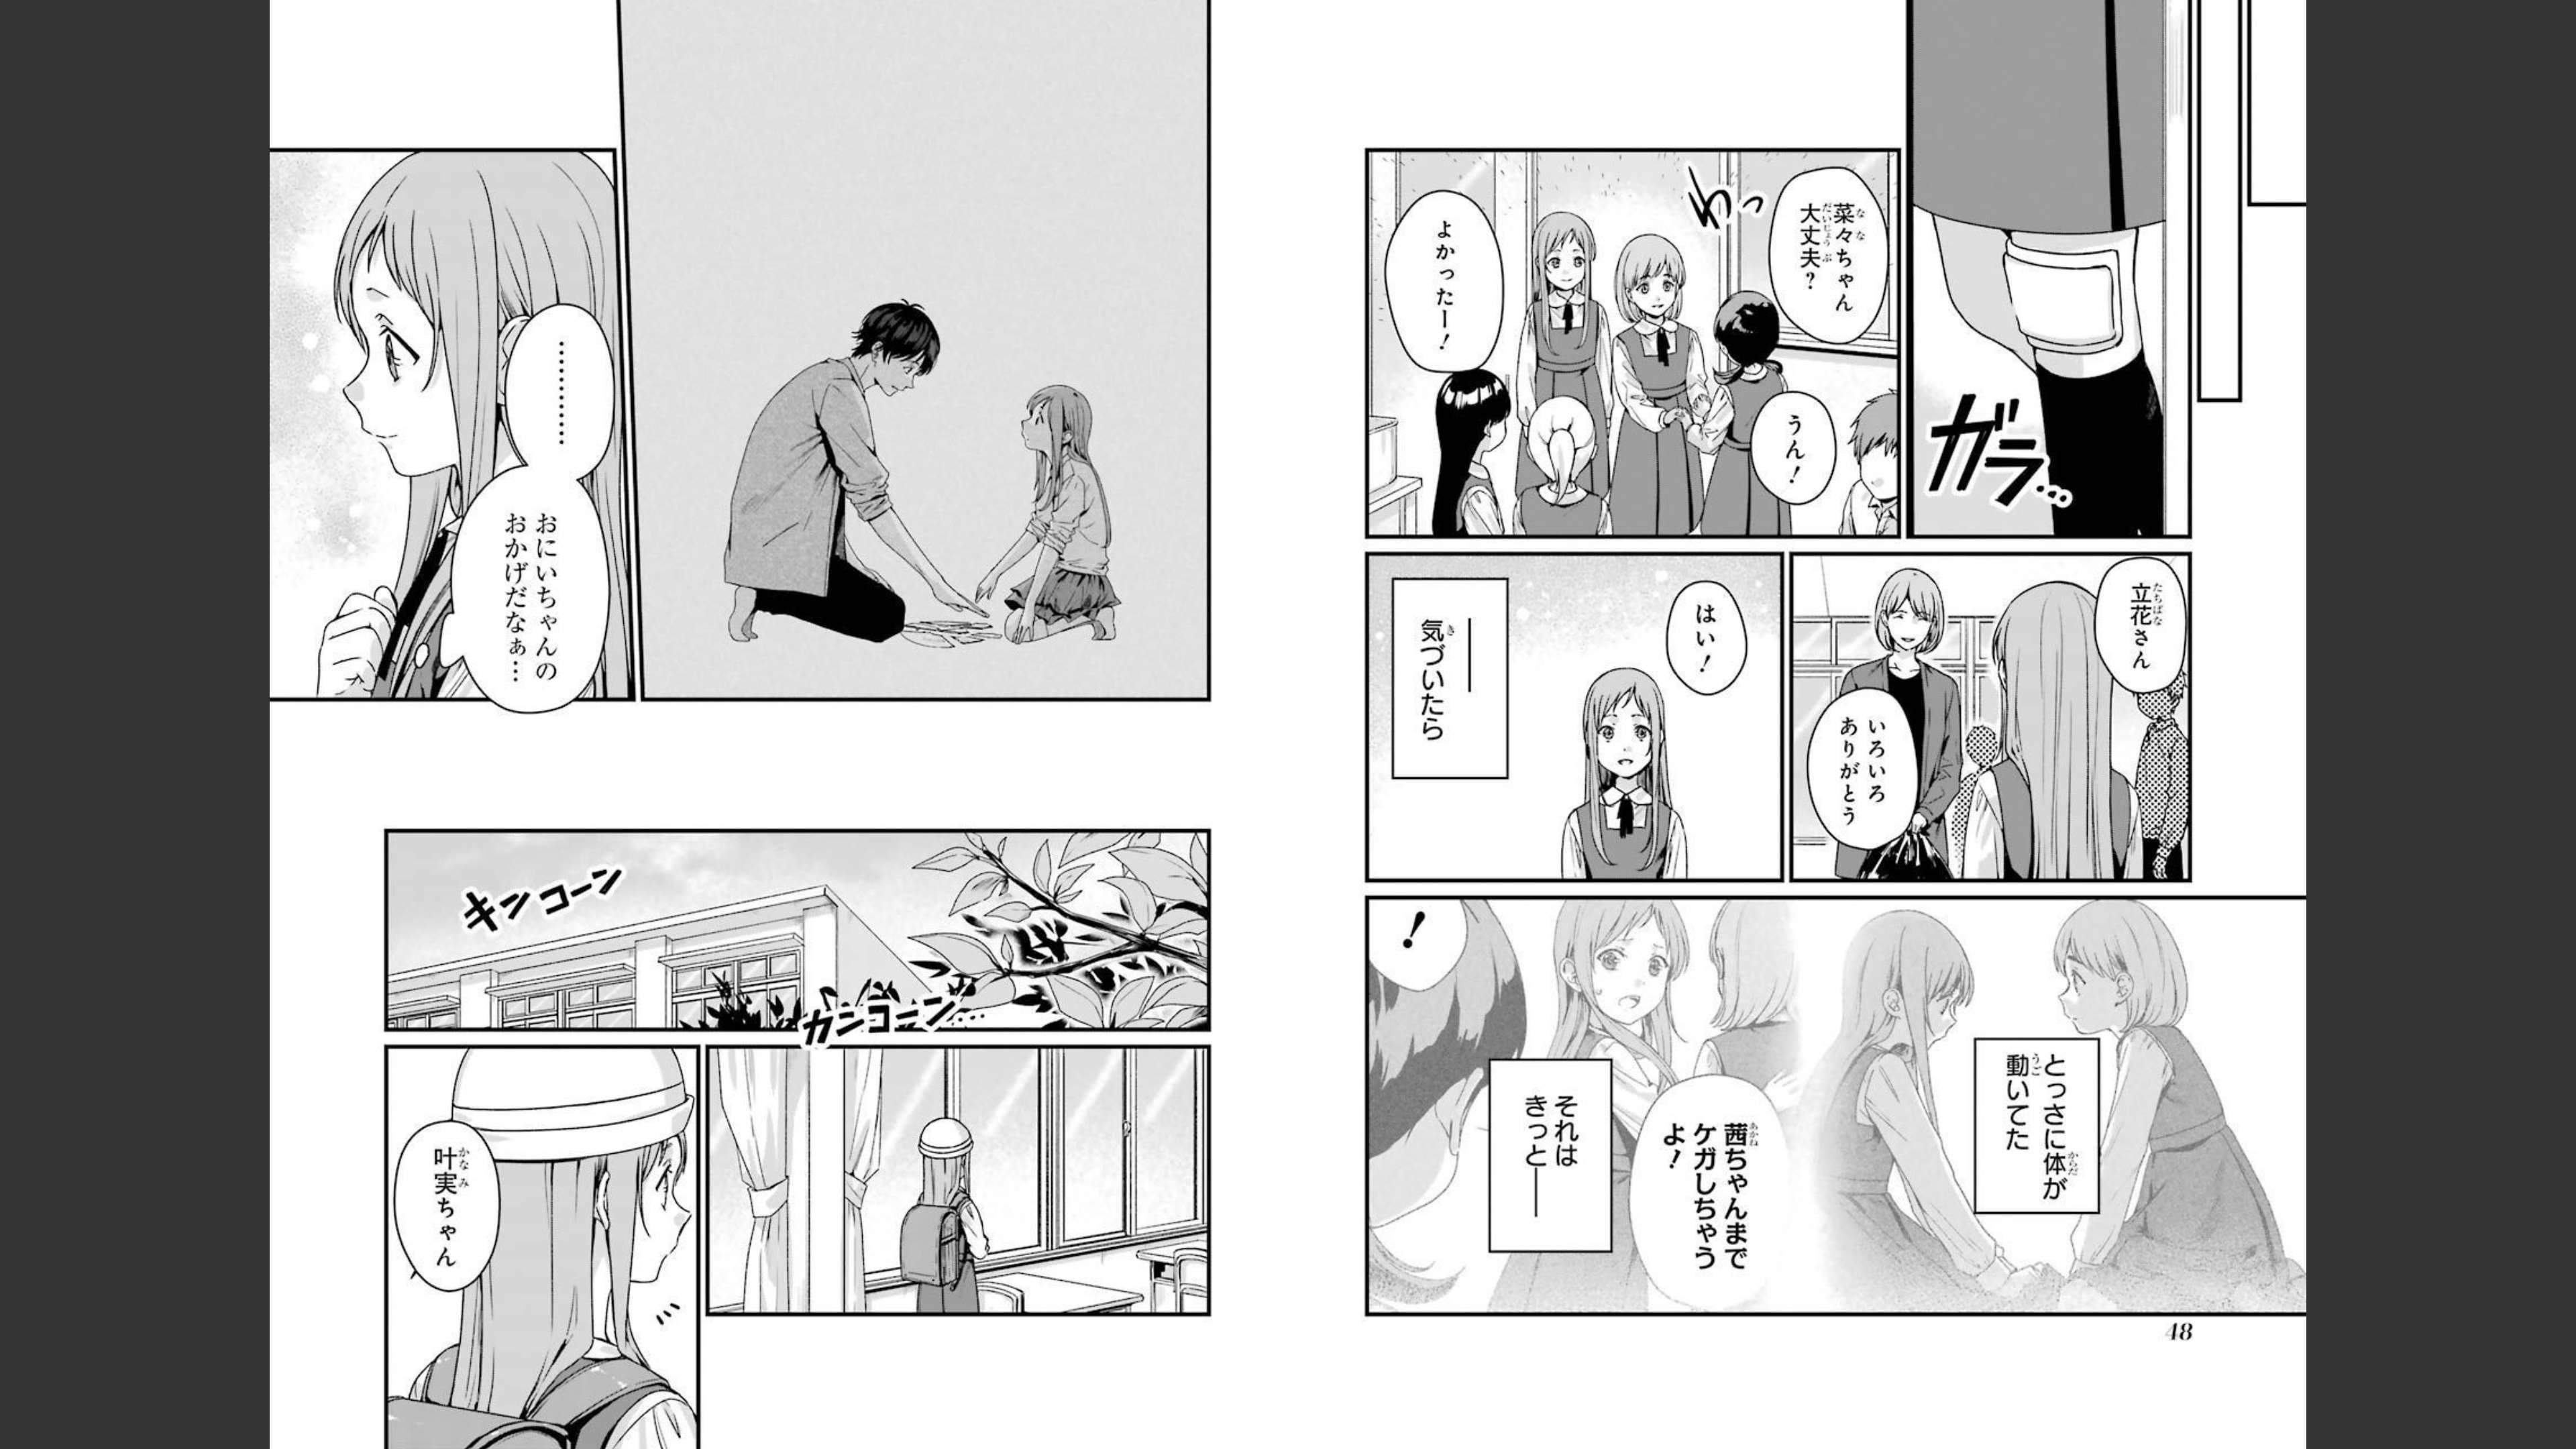 ガラ…
菜々ちゃん
大丈夫?
わっ
うん!
よかったー!
立花さん
いろいろ
ありがとう
はい!
――気づいたら
とっさに体が
動いてた
茜ちゃんまで
ケガしちゃう
よ!
それは
きっと――
!
48
…………
おにいちゃんの
おかげだなぁ…
キンコーン
カンコーン…
叶実ちゃん